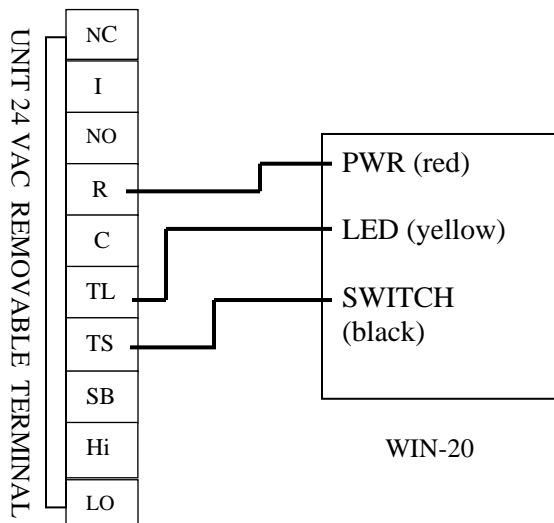 UNIT 24 VAC REMOVABLE TERMINAL
NC
I
NO
R
C
TL
TS
SB
Hi
LO
PWR (red)
LED (yellow)
SWITCH
(black)
WIN-20